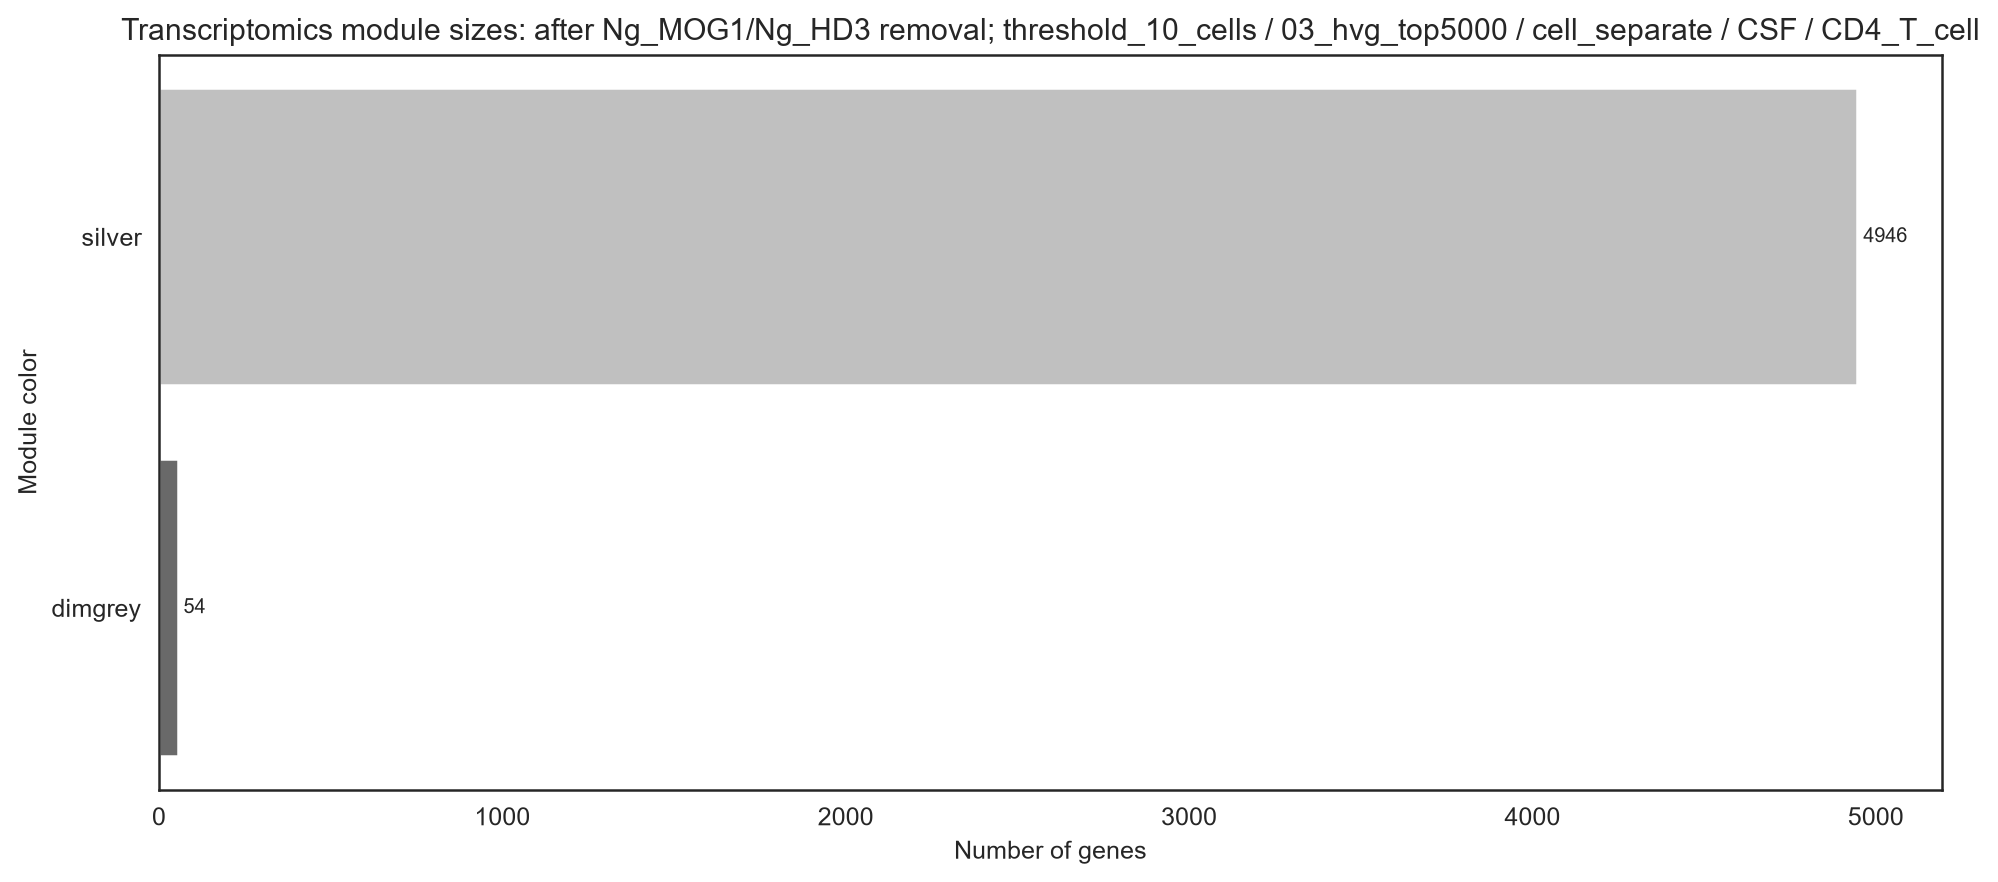 Transcriptomics module sizes: after Ng_MOG1/Ng_HD3 removal; threshold_10_cells / 03_hvg_top5000 / cell_separate / CSF / CD4_T_cell
Module color
silver
4946
dimgrey
54
0 1000 2000 3000 4000 5000
Number of genes